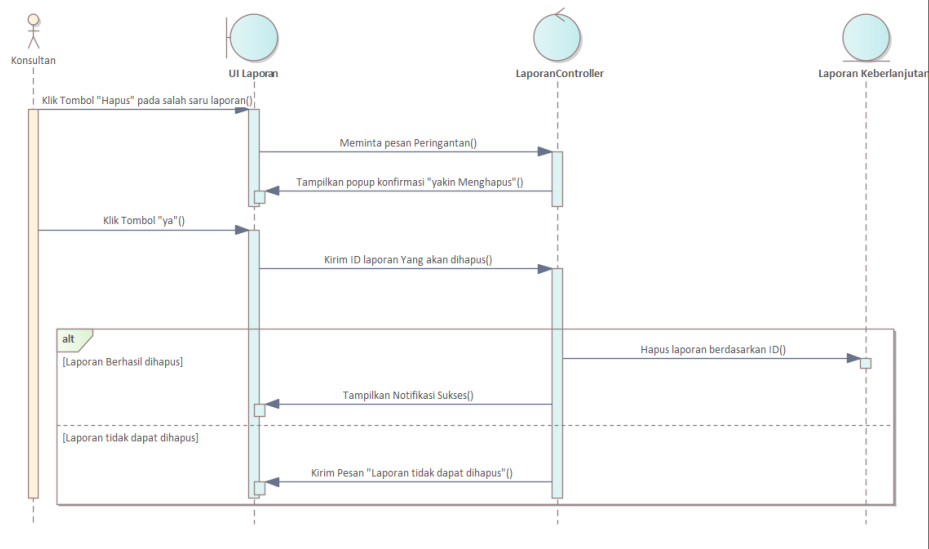 Konsultan
UI Laporan
LaporanController
Laporan Keberlanjutan
Klik Tombol "Hapus" pada salah saru laporan()
Meminta pesan Peringantan()
Tampilkan popup konfirmasi "yakin Menghapus"()
Klik Tombol "ya"()
Kirim ID laporan Yang akan dihapus()
alt
[Laporan Berhasil dihapus]
Hapus laporan berdasarkan ID()
Tampilkan Notifikasi Sukses()
[Laporan tidak dapat dihapus]
Kirim Pesan "Laporan tidak dapat dihapus"()